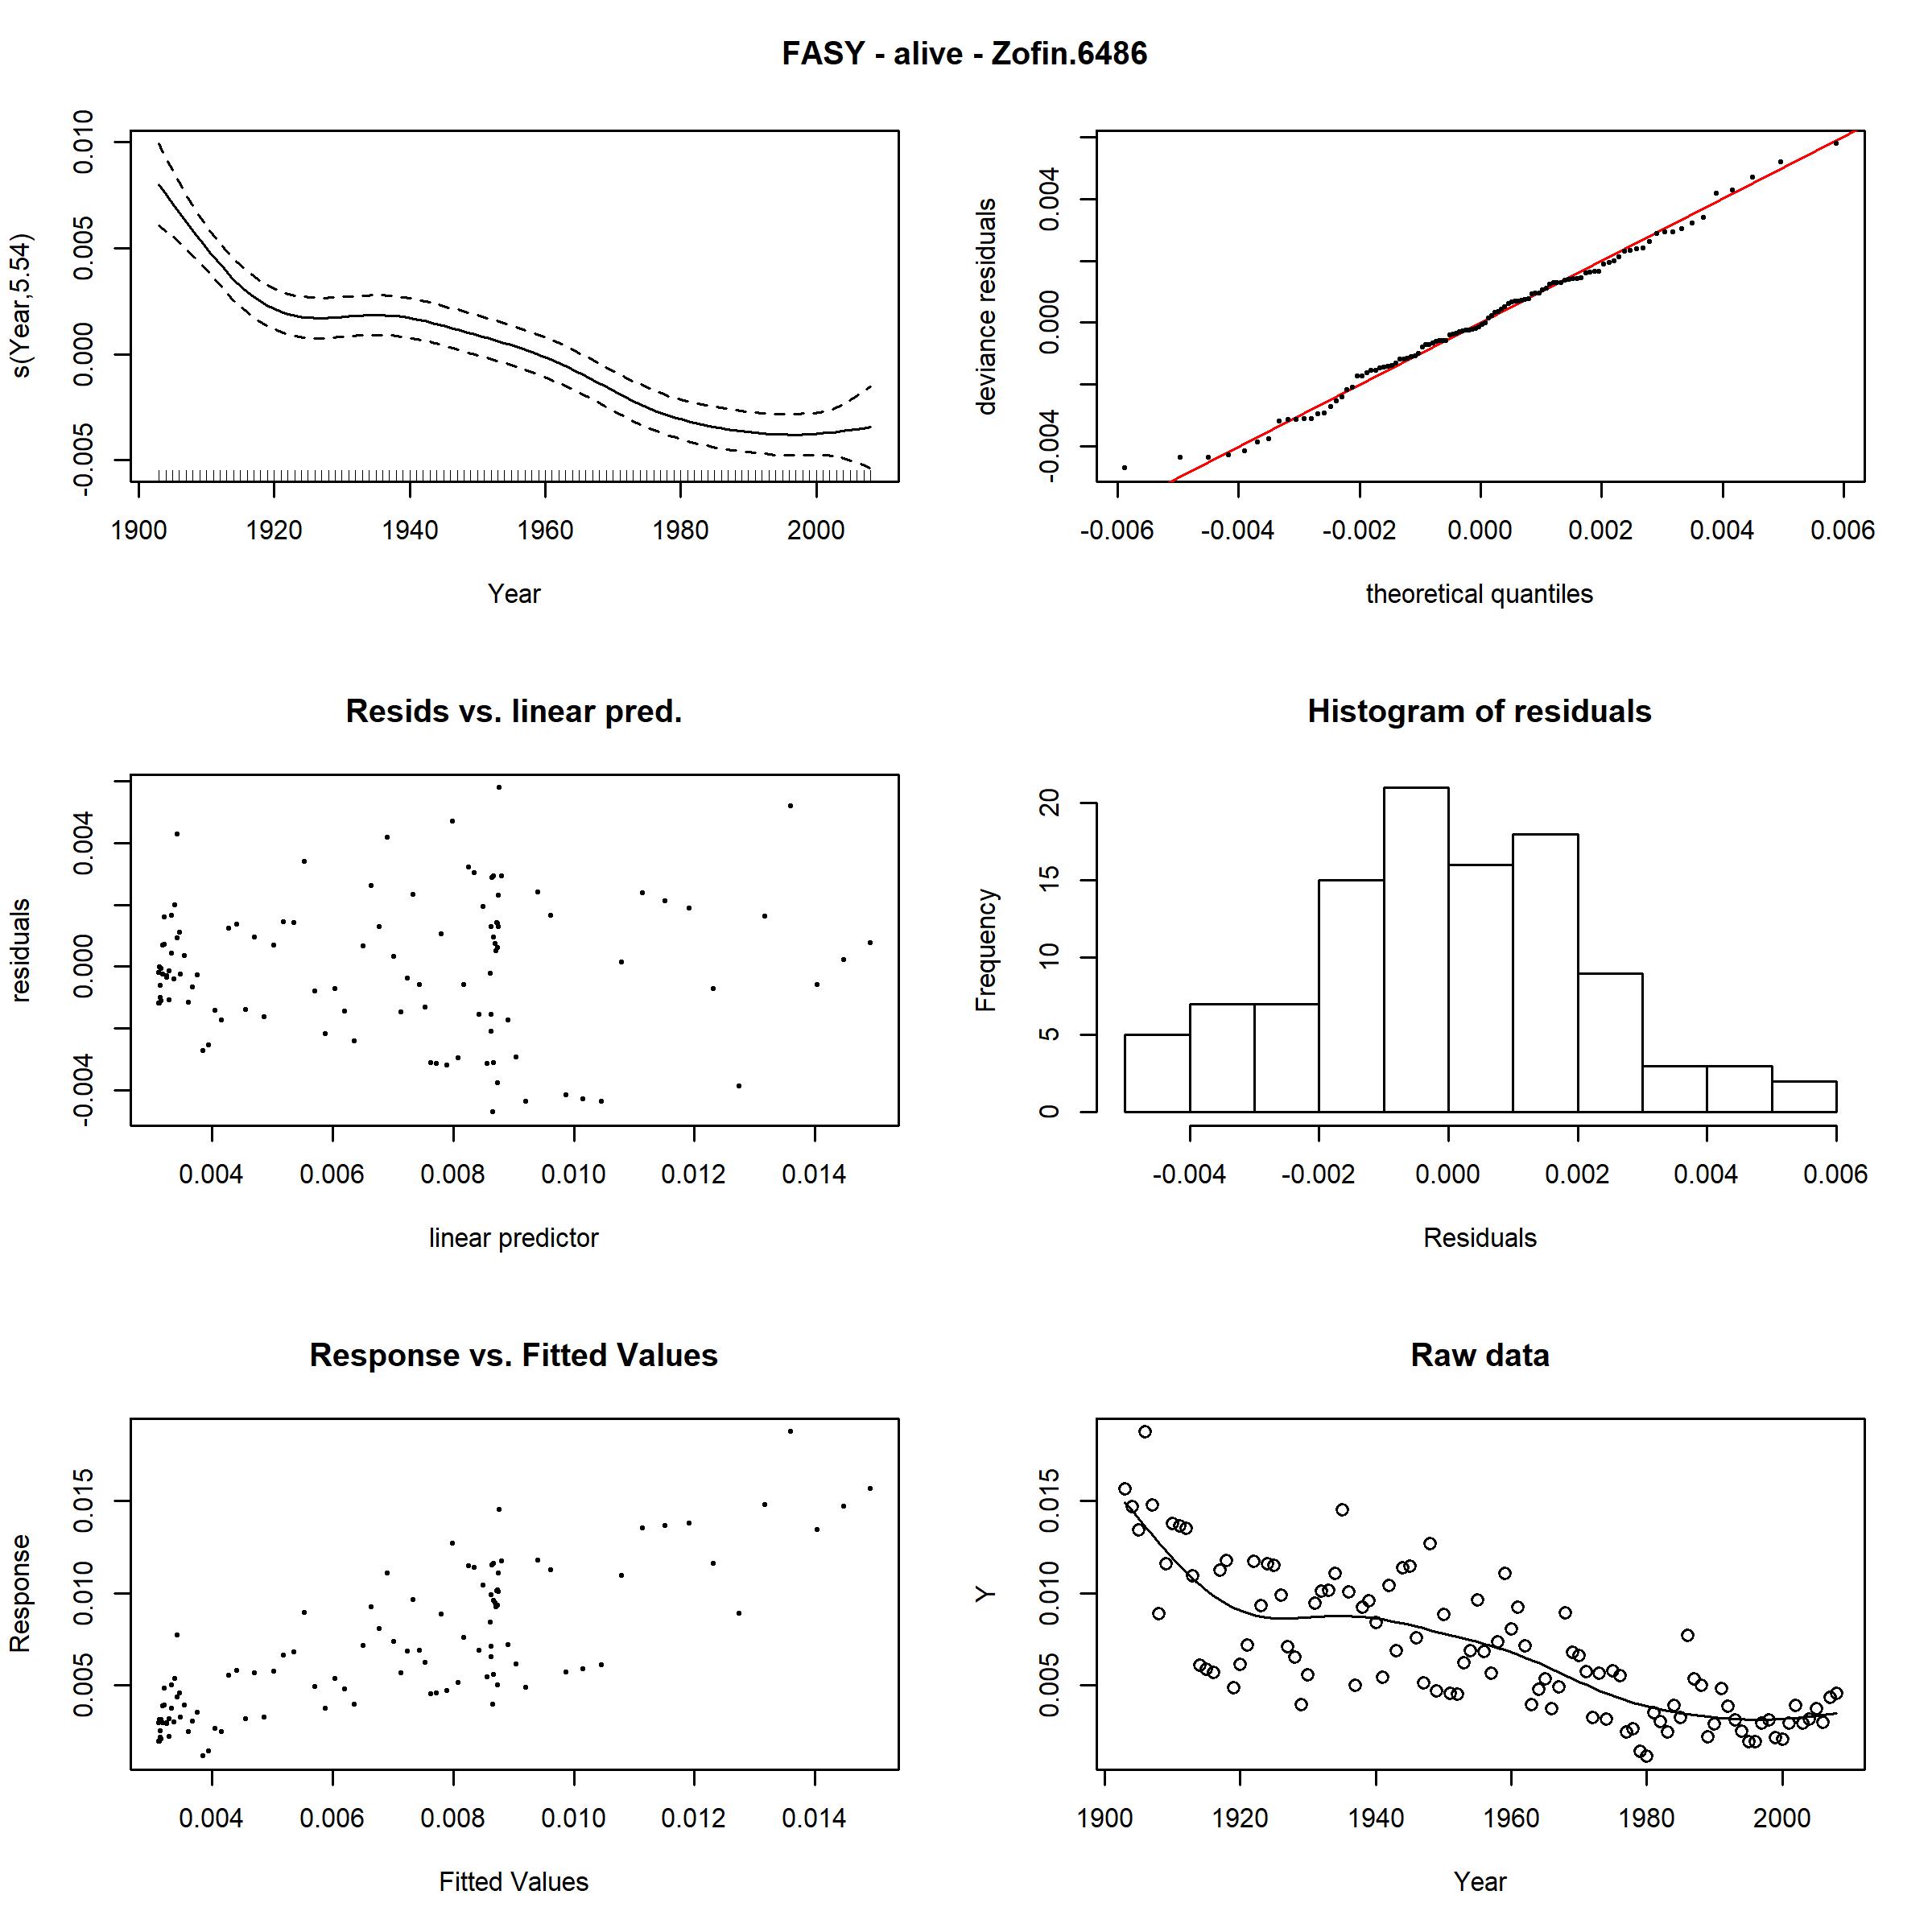 FASY - alive - Zofin.6486
s(Year,5.54)
-0.005 0.000 0.005 0.010
1900 1920 1940 1960 1980 2000
Year
deviance residuals
-0.004 0.000 0.004
-0.006 -0.004 -0.002 0.000 0.002 0.004 0.006
theoretical quantiles
Resids vs. linear pred.
residuals
-0.004 0.000 0.004
0.004 0.006 0.008 0.010 0.012 0.014
linear predictor
Histogram of residuals
Frequency
0 5 10 15 20
-0.004 -0.002 0.000 0.002 0.004 0.006
Residuals
Response vs. Fitted Values
Response
0.005 0.010 0.015
0.004 0.006 0.008 0.010 0.012 0.014
Fitted Values
Raw data
Y
0.005 0.010 0.015
1900 1920 1940 1960 1980 2000
Year